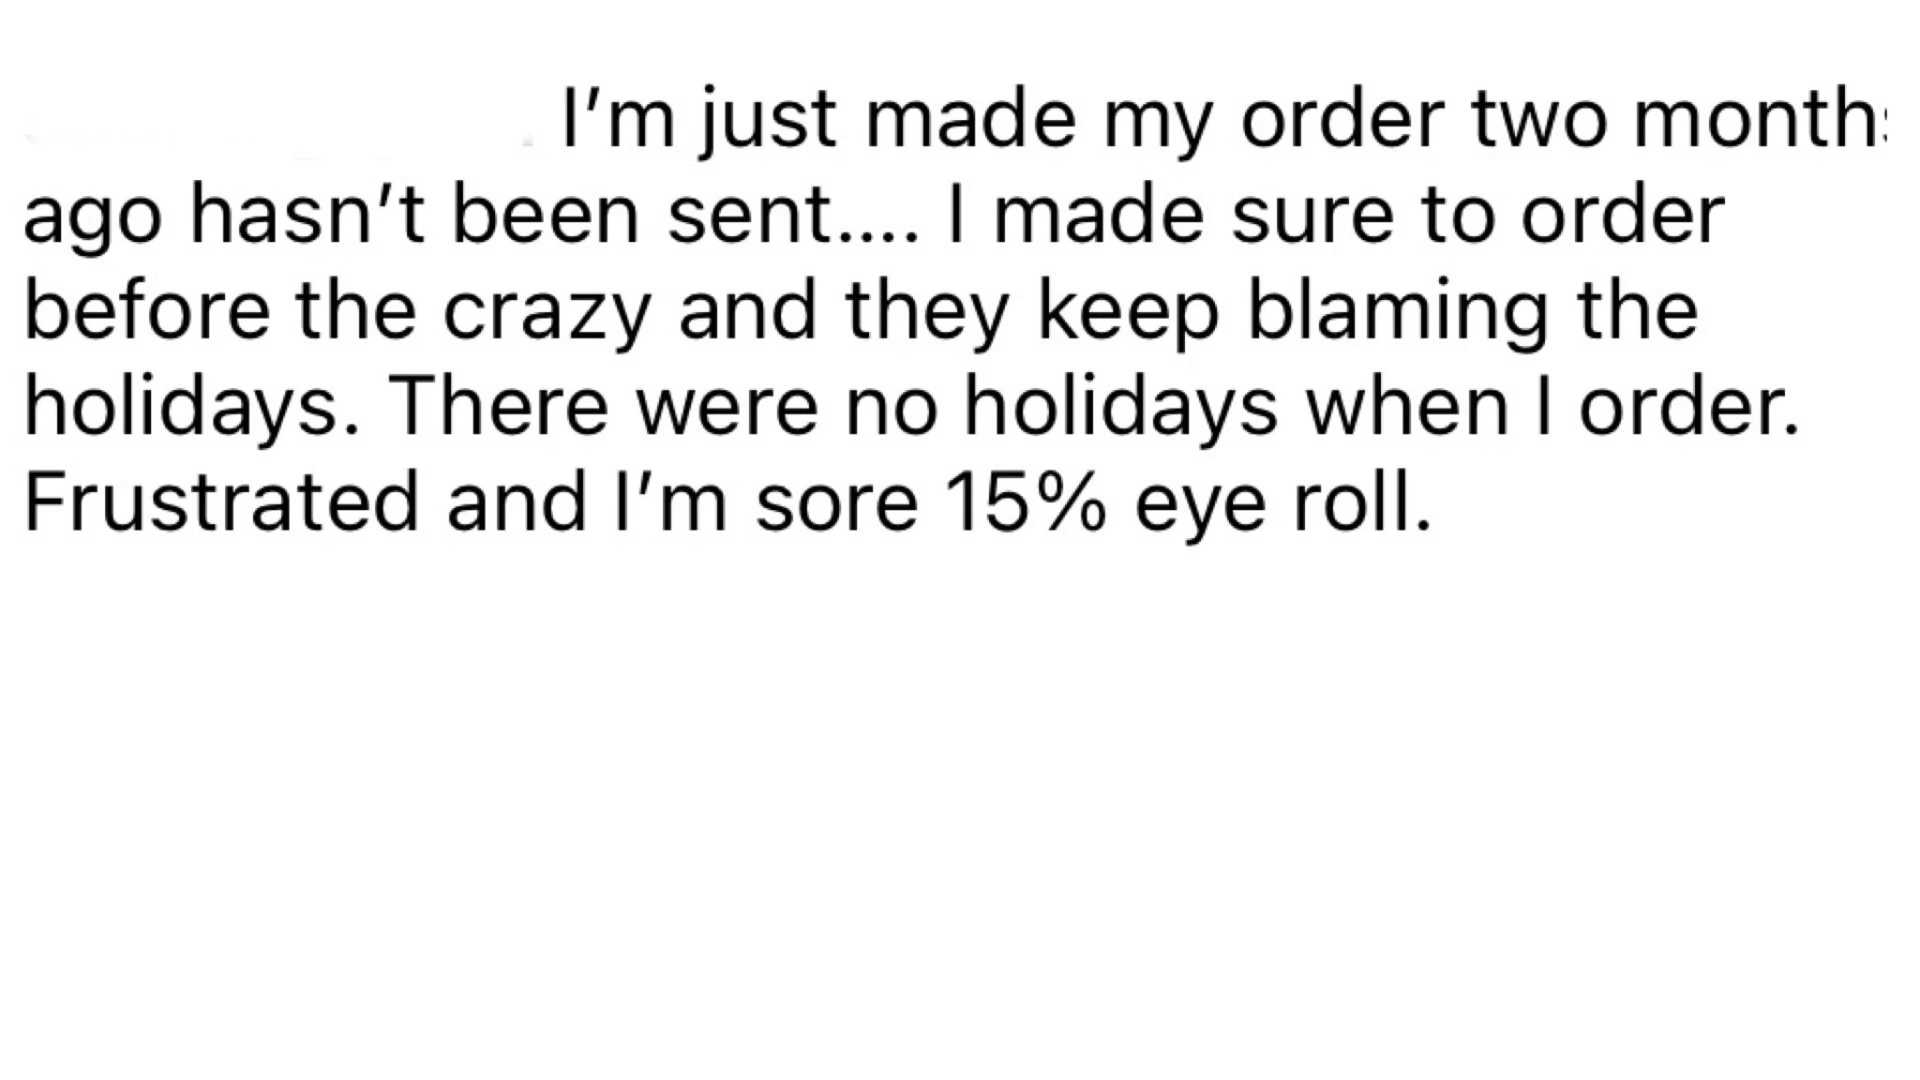 I'm just made my order two months
ago hasn't been sent.... I made sure to order
before the crazy and they keep blaming the
holidays. There were no holidays when I order.
Frustrated and I'm sore 15% eye roll.